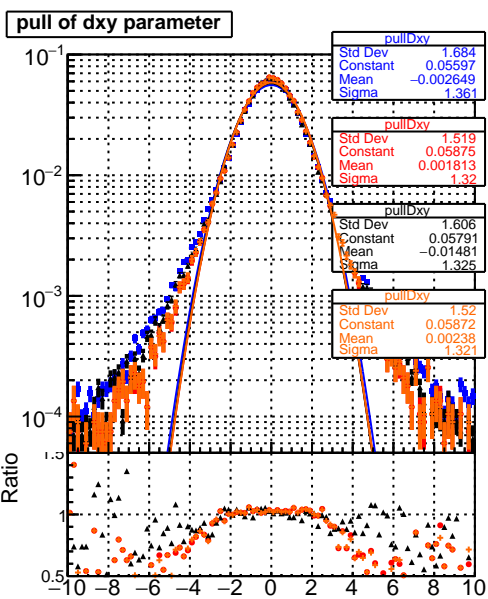 pull of dxy parameter
pullDxy
Std Dev 1.684
Constant 0.05597
Mean −0.002649
Sigma 1.361
pullDxy
Std Dev 1.519
Constant 0.05875
Mean 0.001813
Sigma 1.32
pullDxy
Std Dev 1.606
Constant 0.05791
Mean −0.01481
Sigma 1.325
pullDxy
Std Dev 1.52
Constant 0.05872
Mean 0.00238
Sigma 1.321
10−1
10−2
10−3
10−4
1.5
Ratio
1
0.5
−10 −8 −6 −4 −2 0 2 4 6 8 10